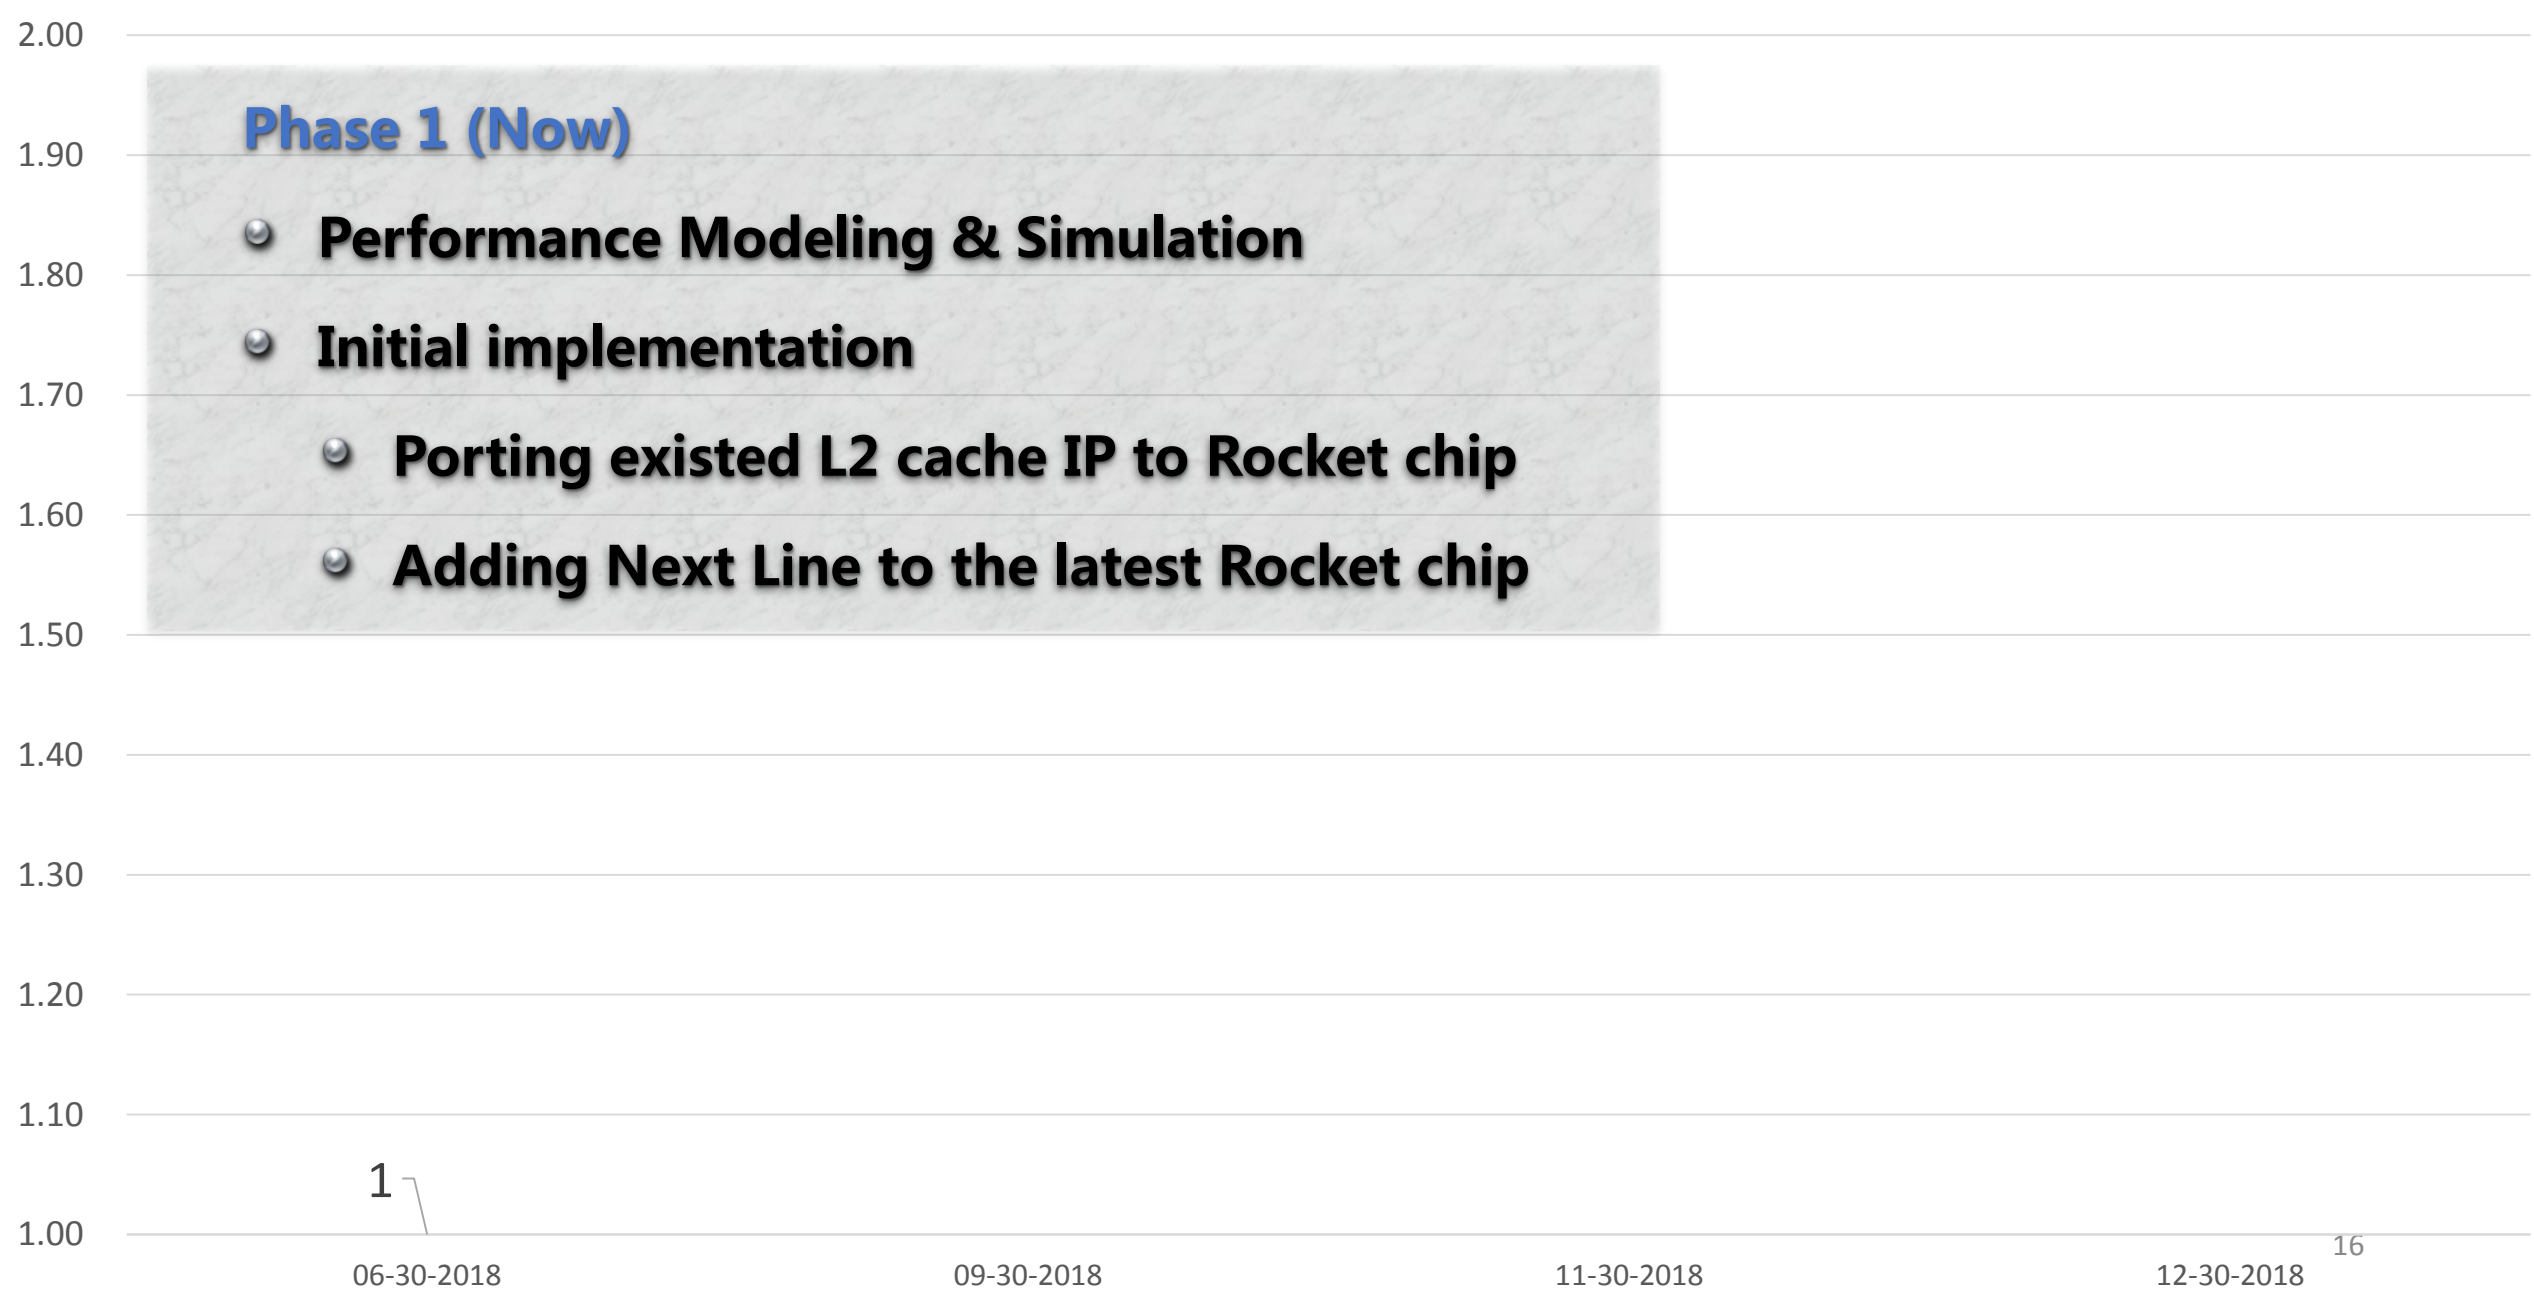 2.00
Phase 1 (Now)
1.90
Performance Modeling & Simulation
1.80
Initial implementation
1.70
Porting existed L2 cache IP to Rocket chip
1.60
Adding Next Line to the latest Rocket chip
1.50
1.40
1.30
1.20
1.10
1
1.00
16
06-30-2018 09-30-2018 11-30-2018 12-30-2018